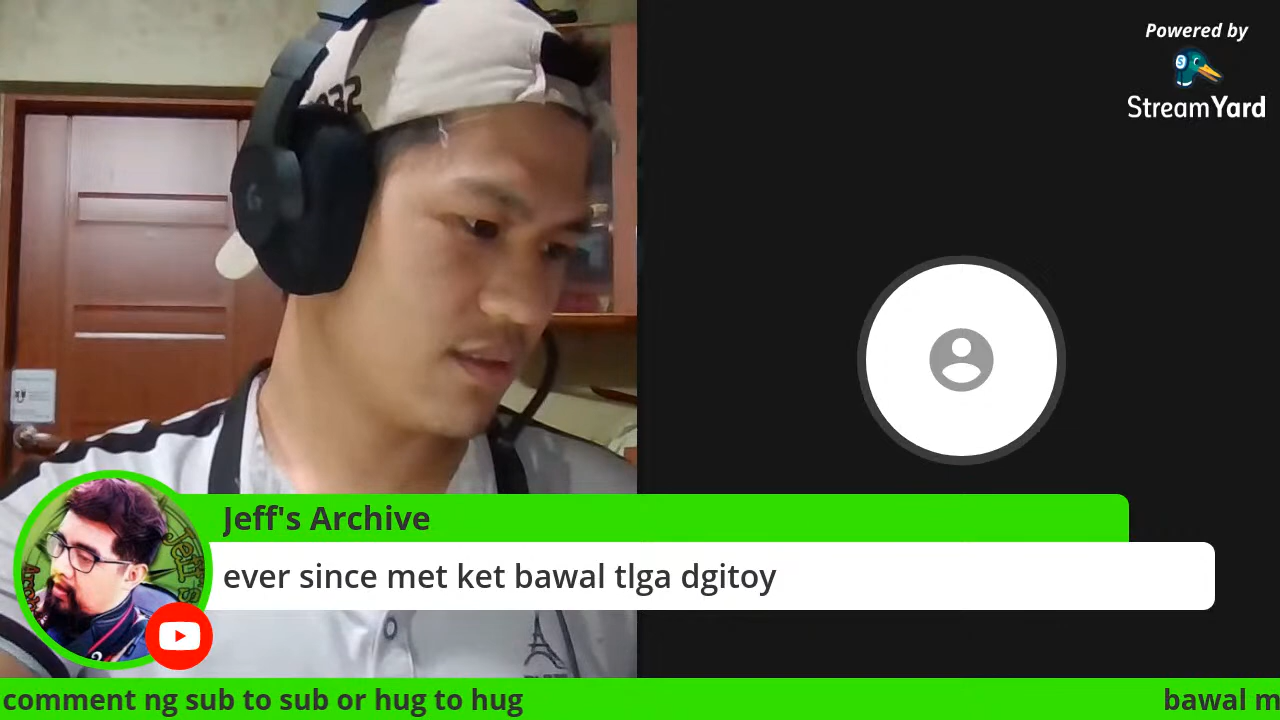 Powered by
StreamYard
Jeff's Archive
ever since met ket bawal tlga dgitoy
comment ng sub to sub or hug to hug
bawal m